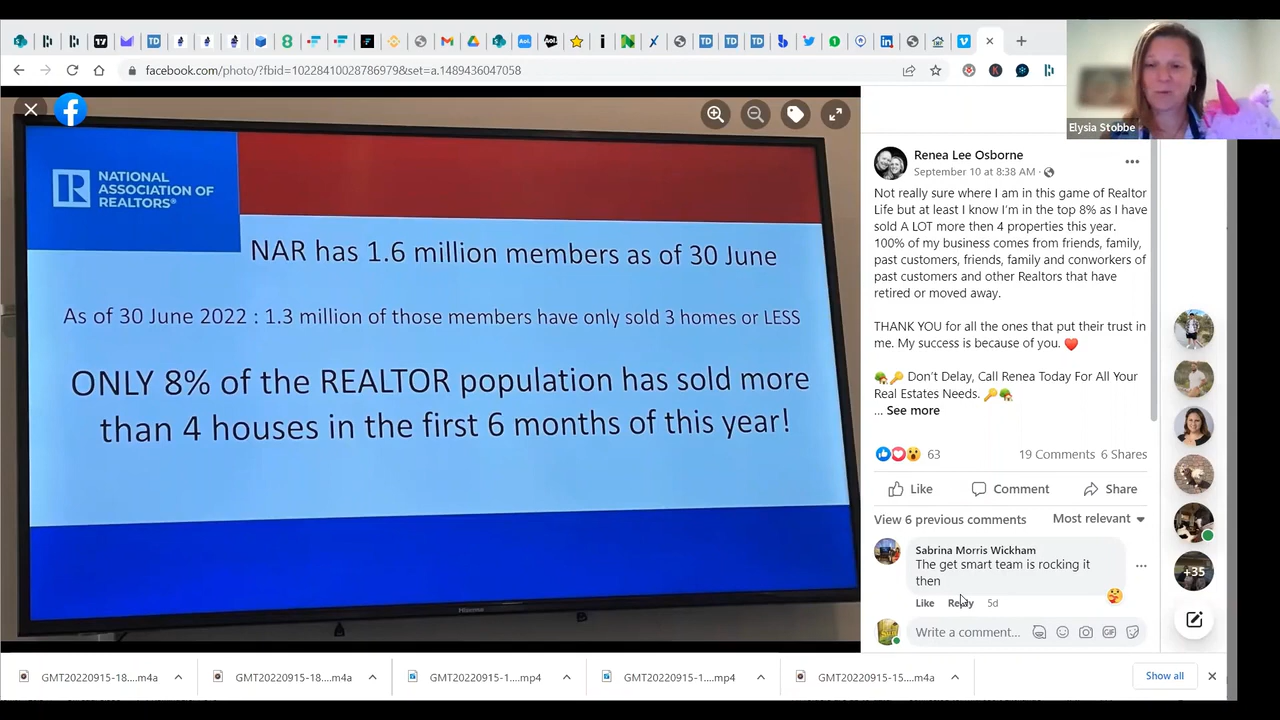 facebook.com/photo/?fbid=10228410028786979&set=a.1489436047058
Elysia Stobbe
NATIONAL
ASSOCIATION OF
REALTORS®
NAR has 1.6 million members as of 30 June
As of 30 June 2022 : 1.3 million of those members have only sold 3 homes or LESS
ONLY 8% of the REALTOR population has sold more
than 4 houses in the first 6 months of this year!
Hisense
Renea Lee Osborne
September 10 at 8:38 AM ·
Not really sure where I am in this game of Realtor
Life but at least I know I'm in the top 8% as I have
sold A LOT more then 4 properties this year.
100% of my business comes from friends, family,
past customers, friends, family and conworkers of
past customers and other Realtors that have
retired or moved away.
THANK YOU for all the ones that put their trust in
me. My success is because of you. ❤️
🏡🔑 Don't Delay, Call Renea Today For All Your
Real Estates Needs. 🔑🏡
... See more
63
19 Comments 6 Shares
Like Comment Share
View 6 previous comments Most relevant
Sabrina Morris Wickham
The get smart team is rocking it
then
Like Reply 5d
Write a comment...
+35
GMT20220915-18....m4a
GMT20220915-18....m4a
GMT20220915-1....mp4
GMT20220915-1....mp4
GMT20220915-15....m4a
Show all